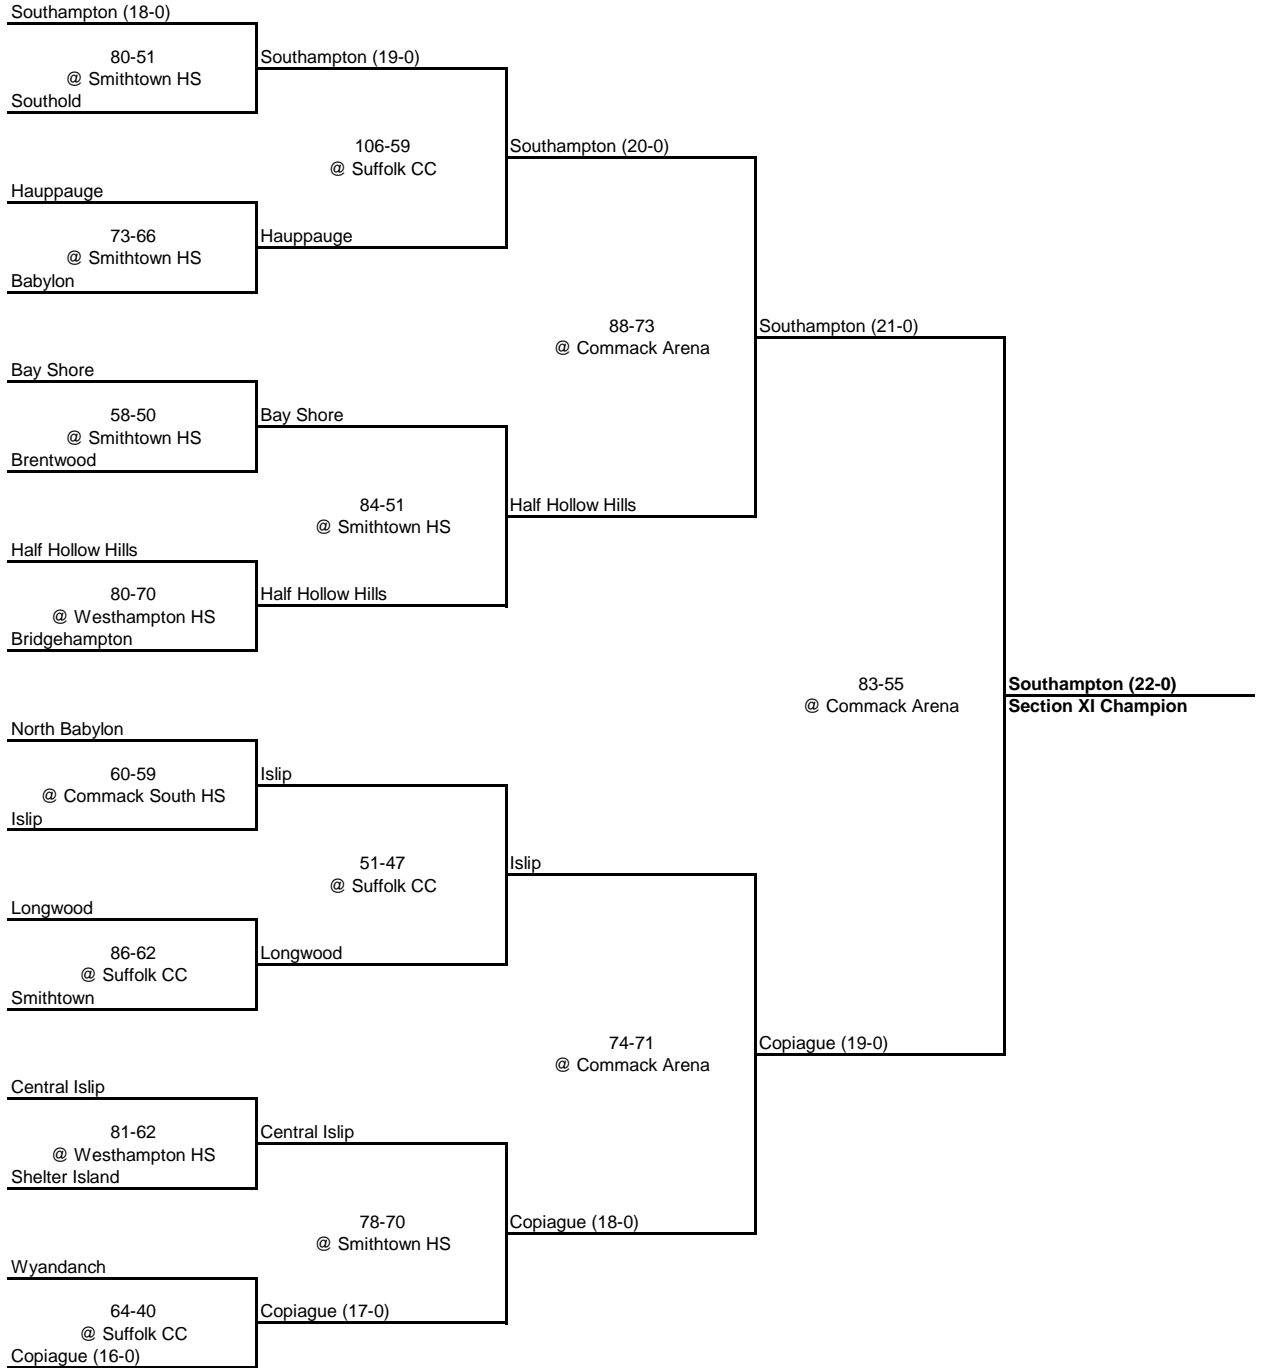 Southampton (18-0)
80-51
@ Smithtown HS
Southold
Southampton (19-0)
106-59
@ Suffolk CC
Southampton (20-0)
Hauppauge
73-66
@ Smithtown HS
Babylon
Hauppauge
88-73
@ Commack Arena
Southampton (21-0)
Bay Shore
58-50
@ Smithtown HS
Brentwood
Bay Shore
84-51
@ Smithtown HS
Half Hollow Hills
Half Hollow Hills
80-70
@ Westhampton HS
Bridgehampton
Half Hollow Hills
83-55
@ Commack Arena
Southampton (22-0)
Section XI Champion
North Babylon
60-59
@ Commack South HS
Islip
Islip
51-47
@ Suffolk CC
Islip
Longwood
86-62
@ Suffolk CC
Smithtown
Longwood
74-71
@ Commack Arena
Copiague (19-0)
Central Islip
81-62
@ Westhampton HS
Shelter Island
Central Islip
78-70
@ Smithtown HS
Copiague (18-0)
Wyandanch
64-40
@ Suffolk CC
Copiague (16-0)
Copiague (17-0)